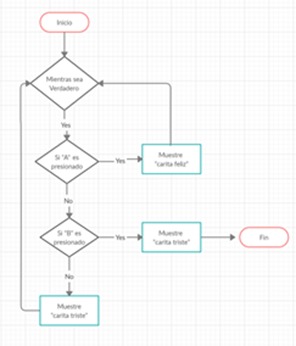 Inicio
Mientras sea
Verdadero
Yes
Si "A" es
presionado
Yes
Muestre
"carita feliz"
No
Si "B" es
presionado
Yes
Muestre
"carita triste"
Fin
No
Muestre
"carita triste"